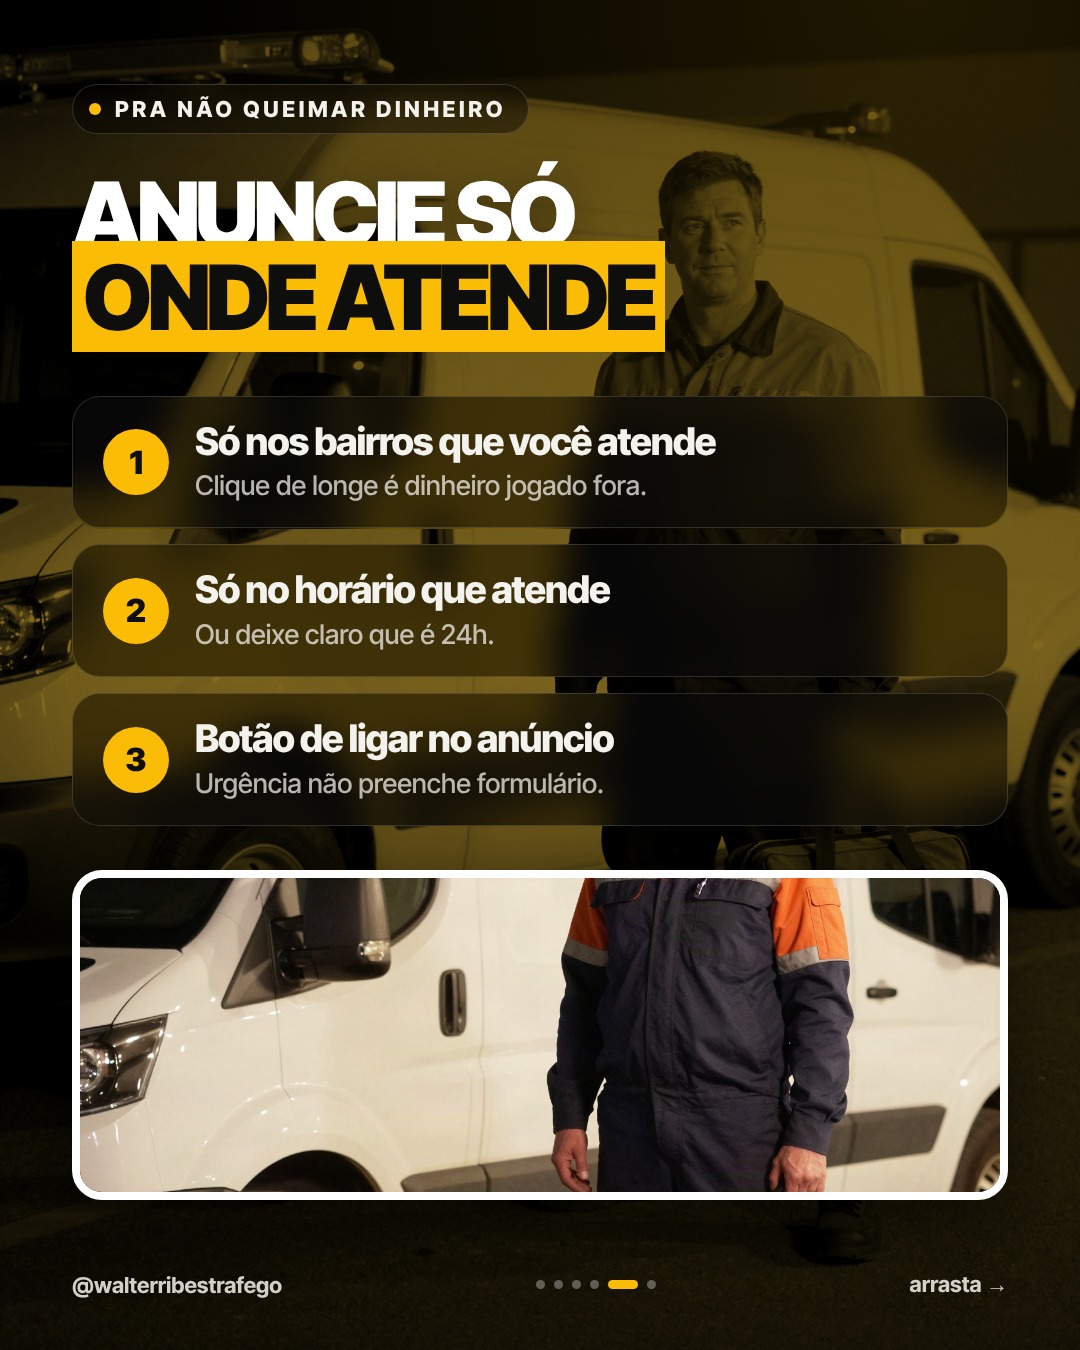 PRA NÃO QUEIMAR DINHEIRO
ANUNCIE SÓ
ONDE ATENDE
1
Só nos bairros que você atende
Clique de longe é dinheiro jogado fora.
2
Só no horário que atende
Ou deixe claro que é 24h.
3
Botão de ligar no anúncio
Urgência não preenche formulário.
@walterribestrafego
arrasta →